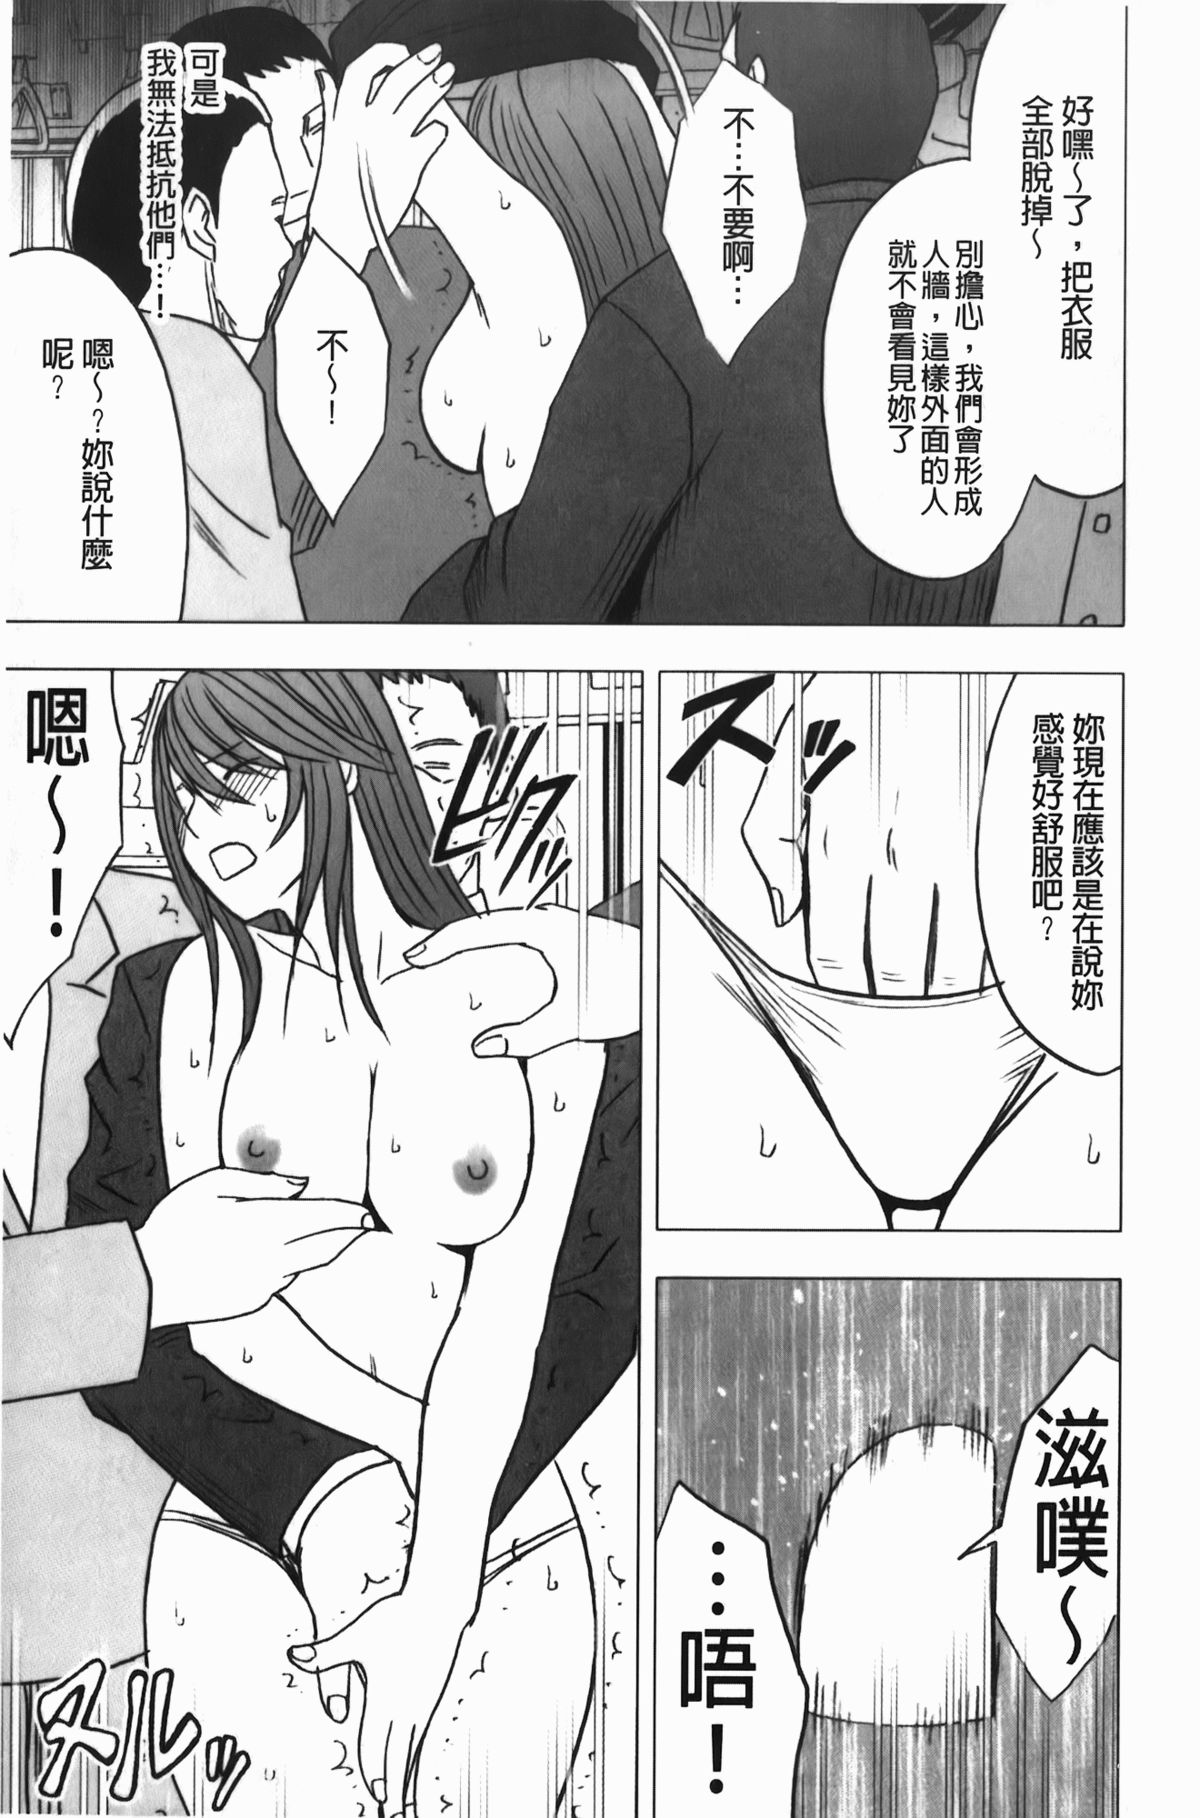 好嘿～了，把衣服
全部脫掉～
別擔心，我們會形成
人牆，這樣外面的人
就不會看見妳了
不…不要啊…
不～！
可是
我無法抵抗他們…！
嗯～？妳說什麼
呢？
妳現在應該是在說妳
感覺好舒服吧？
スッ
ビクッ
嗯～！
滋噗～
…唔！
ヌルッ